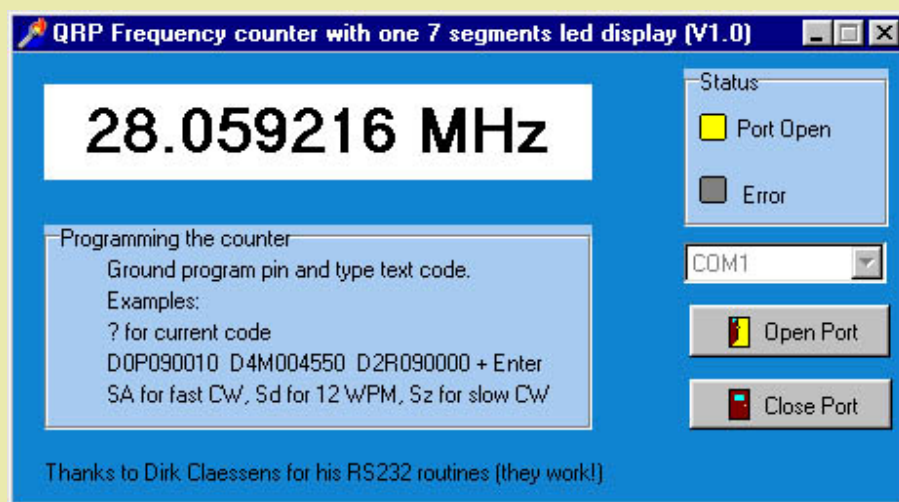 QRP Frequency counter with one 7 segments led display (V1.0)
28.059216 MHz
Programming the counter
Ground program pin and type text code.
Examples:
? for current code
D0P090010 D4M004550 D2R090000 + Enter
SA for fast CW, Sd for 12 WPM, Sz for slow CW
Status
Port Open
Error
COM1
Open Port
Close Port
Thanks to Dirk Claessens for his RS232 routines (they work!)